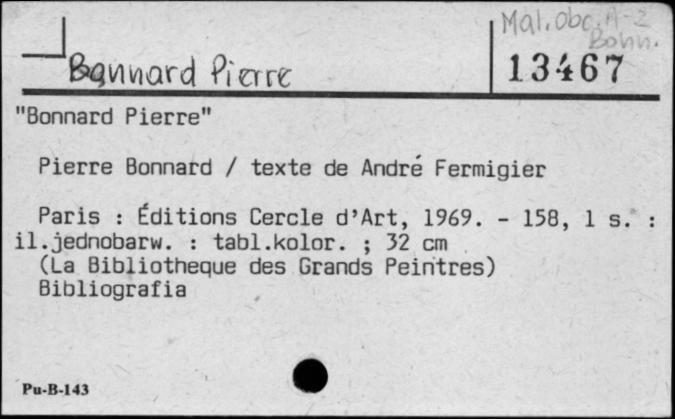 Mal. obc. A-2
Bonn.
Bonnard Pierre
13467
"Bonnard Pierre"
Pierre Bonnard / texte de André Fermigier
Paris : Éditions Cercle d'Art, 1969. - 158, 1 s. :
il.jednobarw. : tabl.kolor. ; 32 cm
(La Bibliotheque des Grands Peintres)
Bibliografia
Pu-B-143